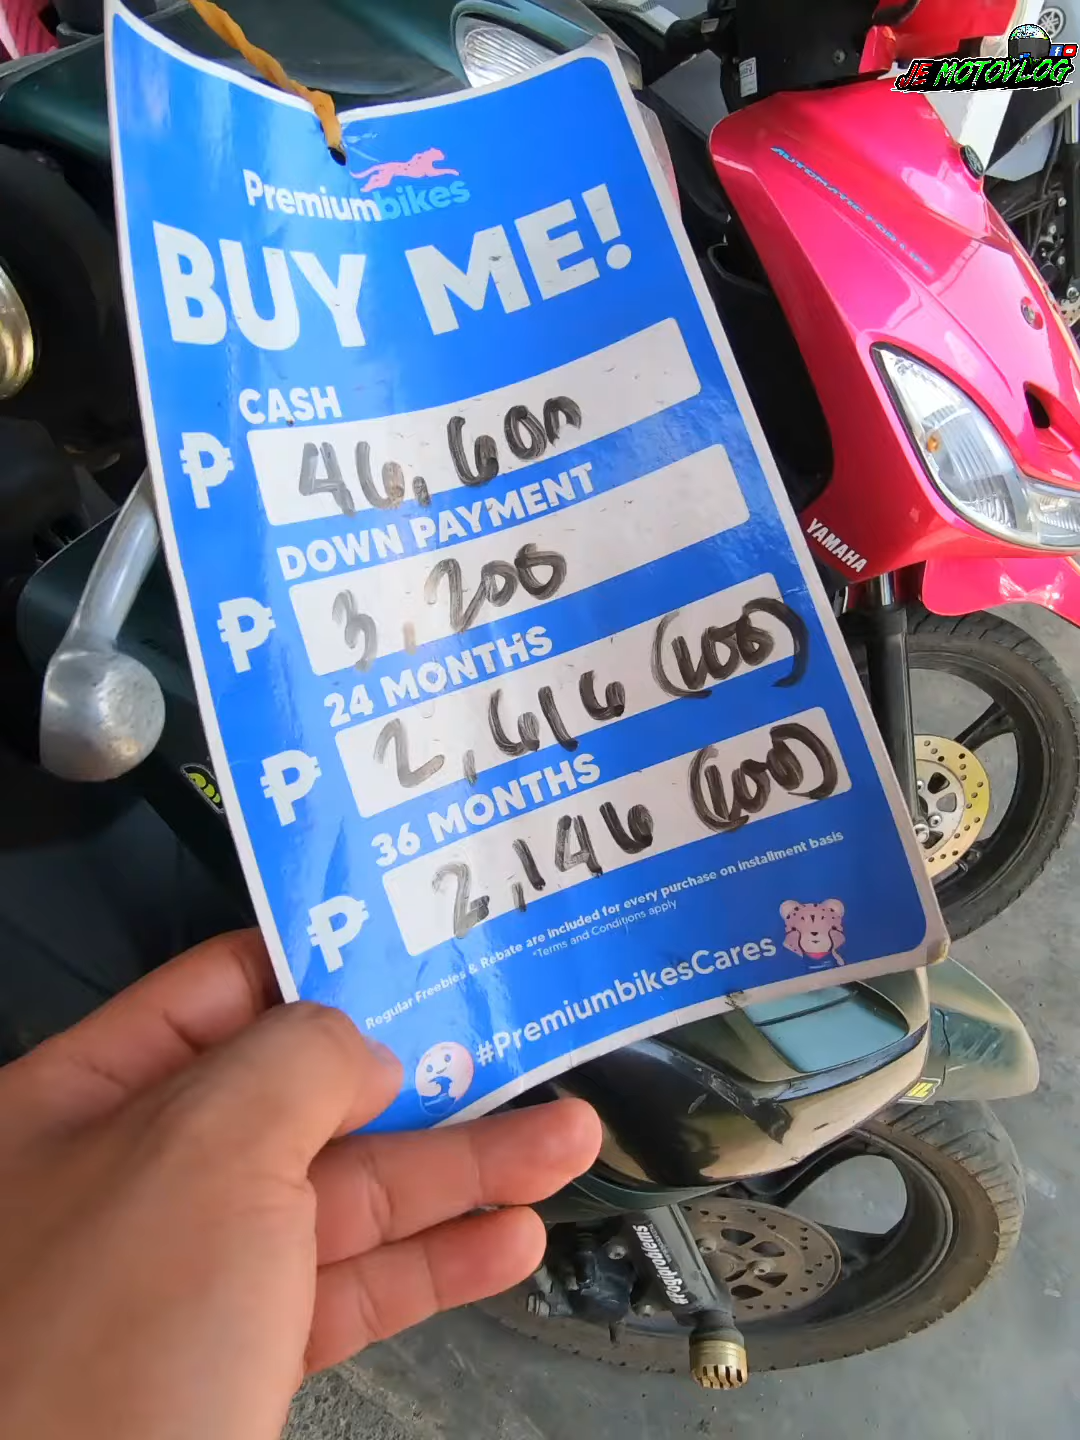 JE MOTOVLOG
Premiumbikes
BUY ME!
CASH
₱ 46,600
DOWN PAYMENT
₱ 3,200
24 MONTHS
₱ 2,616 (100)
36 MONTHS
₱ 2,146 (100)
Regular Freebies & Rebate are included for every purchase on installment basis
*Terms and Conditions apply
#PremiumbikesCares
AUTOMATIC FOR LIFE
YAMAHA
#Pogiproblems